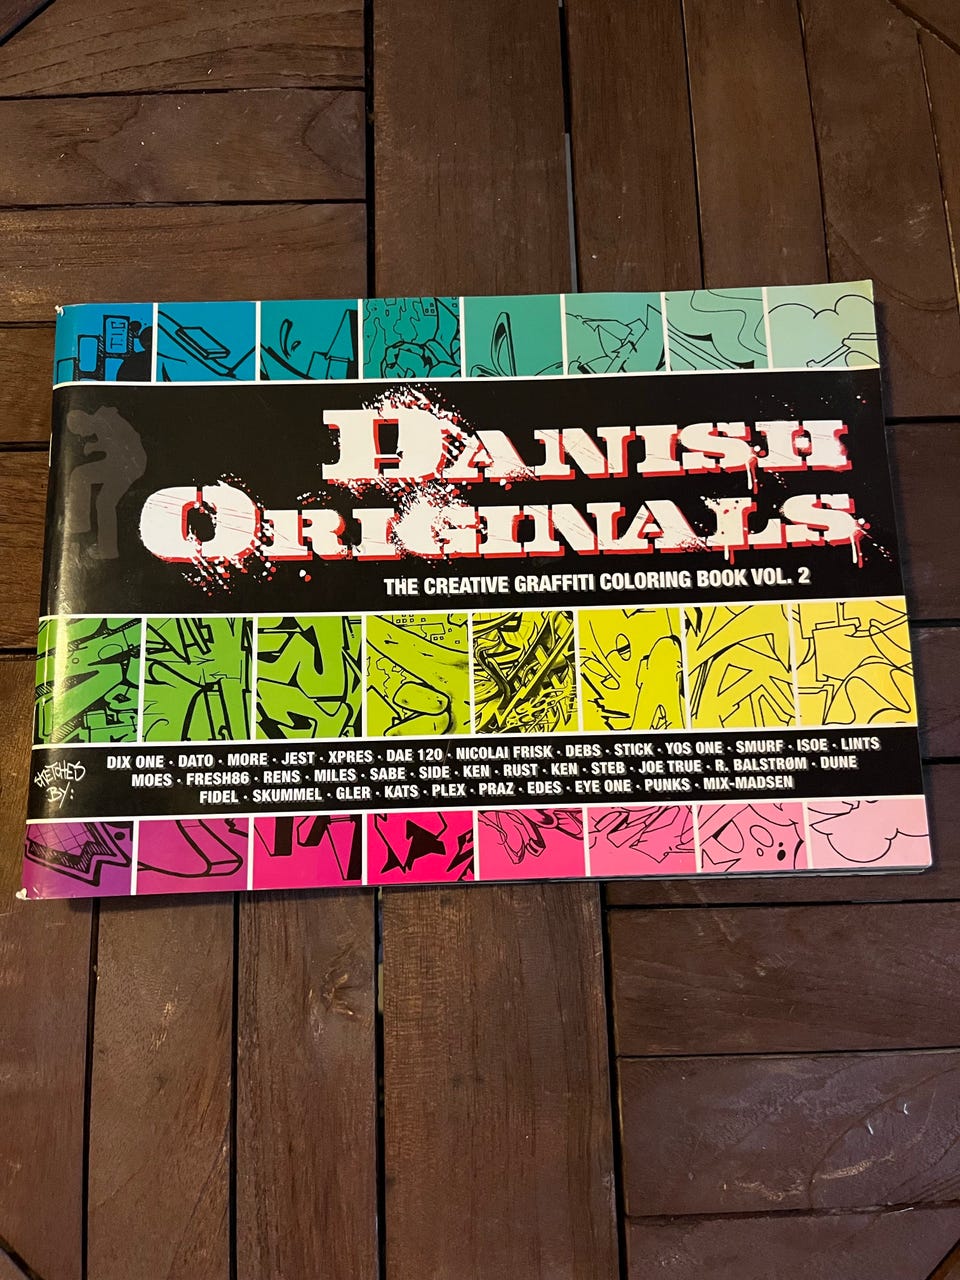 DANISH
ORIGINALS
THE CREATIVE GRAFFITI COLORING BOOK VOL. 2
SKETCHES BY:
DIX ONE · DATO · MORE · JEST · XPRES · DAE 120 · NICOLAI FRISK · DEBS · STICK · YOS ONE · SMURF · ISOE · LINTS
MOES · FRESH86 · RENS · MILES · SABE · SIDE · KEN · RUST · KEN · STEB · JOE TRUE · R. BALSTRØM · DUNE
FIDEL · SKUMMEL · GLER · KATS · PLEX · PRAZ · EDES · EYE ONE · PUNKS · MIX-MADSEN